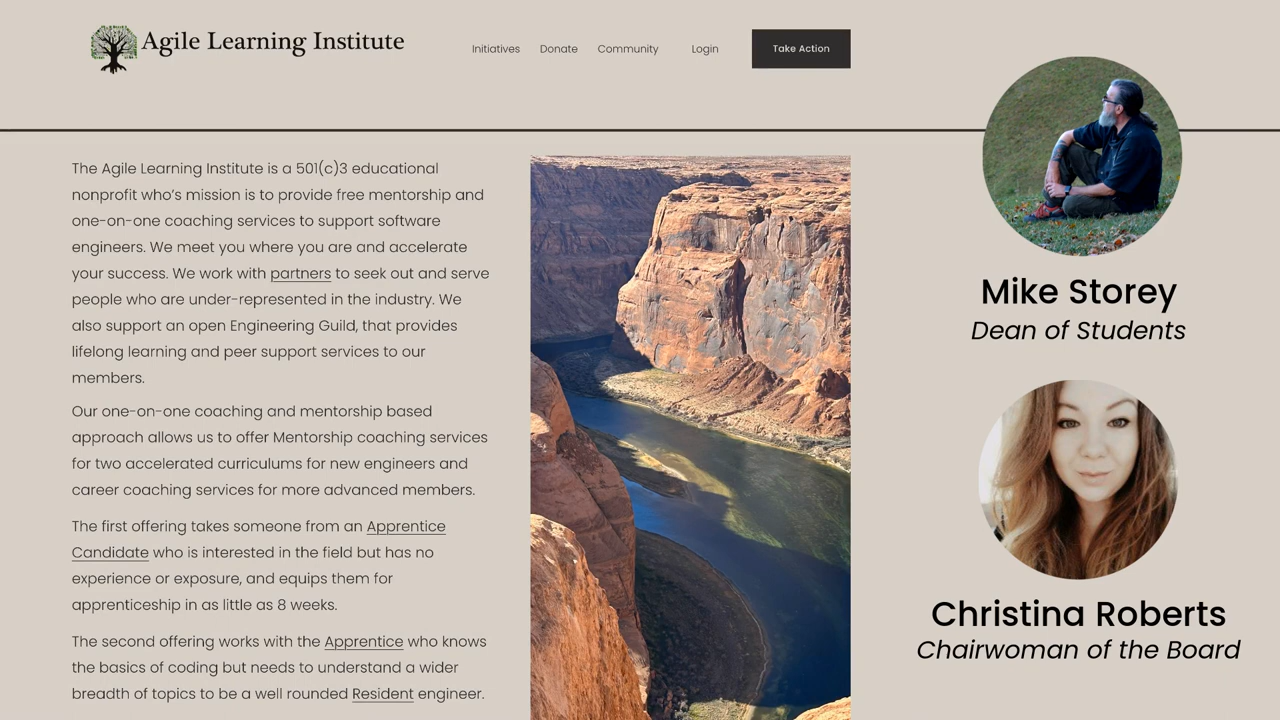 Agile Learning Institute
Initiatives
Donate
Community
Login
Take Action
The Agile Learning Institute is a 501(c)3 educational
nonprofit who's mission is to provide free mentorship and
one-on-one coaching services to support software
engineers. We meet you where you are and accelerate
your success. We work with partners to seek out and serve
people who are under-represented in the industry. We
also support an open Engineering Guild, that provides
lifelong learning and peer support services to our
members.
Our one-on-one coaching and mentorship based
approach allows us to offer Mentorship coaching services
for two accelerated curriculums for new engineers and
career coaching services for more advanced members.
The first offering takes someone from an Apprentice
Candidate who is interested in the field but has no
experience or exposure, and equips them for
apprenticeship in as little as 8 weeks.
The second offering works with the Apprentice who knows
the basics of coding but needs to understand a wider
breadth of topics to be a well rounded Resident engineer.
Mike Storey
Dean of Students
Christina Roberts
Chairwoman of the Board